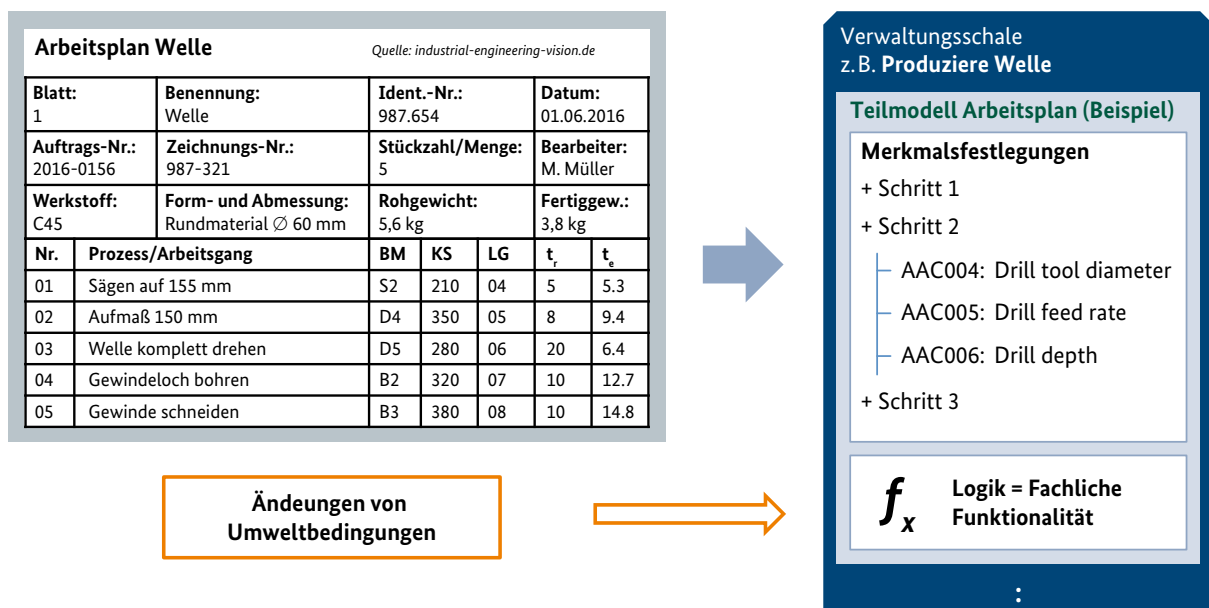 Arbeitsplan Welle
Quelle: industrial-engineering-vision.de
Blatt: Benennung: Ident.-Nr.: Datum:
1 Welle 987.654 01.06.2016
Auftrags-Nr.: Zeichnungs-Nr.: Stückzahl/Menge: Bearbeiter:
2016-0156 987-321 5 M. Müller
Werkstoff: Form- und Abmessung: Rohgewicht: Fertiggew.:
C45 Rundmaterial ∅ 60 mm 5,6 kg 3,8 kg
Nr. Prozess/Arbeitsgang BM KS LG tr te
01 Sägen auf 155 mm S2 210 04 5 5.3
02 Aufmaß 150 mm D4 350 05 8 9.4
03 Welle komplett drehen D5 280 06 20 6.4
04 Gewindeloch bohren B2 320 07 10 12.7
05 Gewinde schneiden B3 380 08 10 14.8
Ändeungen von
Umweltbedingungen
Verwaltungsschale
z. B. Produziere Welle
Teilmodell Arbeitsplan (Beispiel)
Merkmalsfestlegungen
+ Schritt 1
+ Schritt 2
AAC004: Drill tool diameter
AAC005: Drill feed rate
AAC006: Drill depth
+ Schritt 3
fx Logik = Fachliche
Funktionalität
: